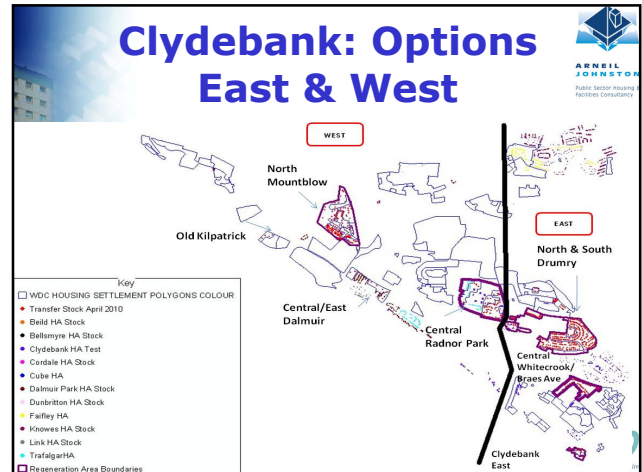 Clydebank: Options
East & West
ARNEIL
JOHNSTON
Public Sector Housing &
Facilities Consultancy
WEST
North
Mountblow
Old Kilpatrick
EAST
North & South
Drumry
Central/East
Dalmuir
Central
Radnor Park
Central
Whitecrook/
Braes Ave
Clydebank
East
Key
WDC HOUSING SETTLEMENT POLYGONS COLOUR
Transfer Stock April 2010
Beild HA Stock
Bellsmyre HA Stock
Clydebank HA Test
Cordale HA Stock
Cube HA
Dalmuir Park HA Stock
Dunbritton HA Stock
Faifley HA
Knowes HA Stock
Link HA Stock
TrafalgarHA
Regeneration Area Boundaries